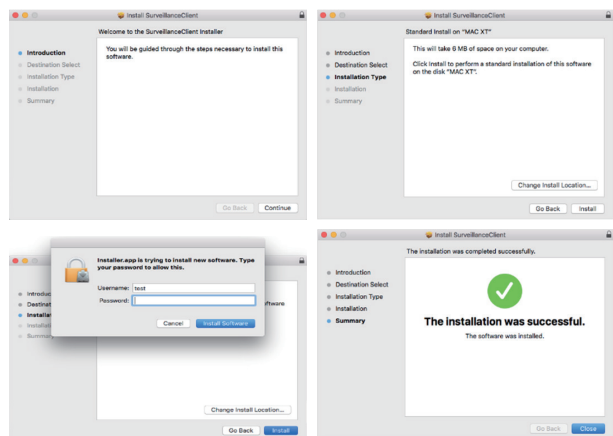 Install SurveillanceClient
Welcome to the SurveillanceClient Installer
Introduction
Destination Select
Installation Type
Installation
Summary
You will be guided through the steps necessary to install this
software.
Go Back
Continue
Install SurveillanceClient
Standard Install on "MAC XT"
Introduction
Destination Select
Installation Type
Installation
Summary
This will take 6 MB of space on your computer.
Click Install to perform a standard installation of this software
on the disk "MAC XT".
Change Install Location...
Go Back
Install
Installer.app is trying to install new software. Type
your password to allow this.
Username: test
Password:
Cancel
Install Software
Introduc
Destinat
Installat
Installati
Summary
ftware
Change Install Location...
Go Back
Install
Install SurveillanceClient
The installation was completed successfully.
Introduction
Destination Select
Installation Type
Installation
Summary
The installation was successful.
The software was installed.
Go Back
Close